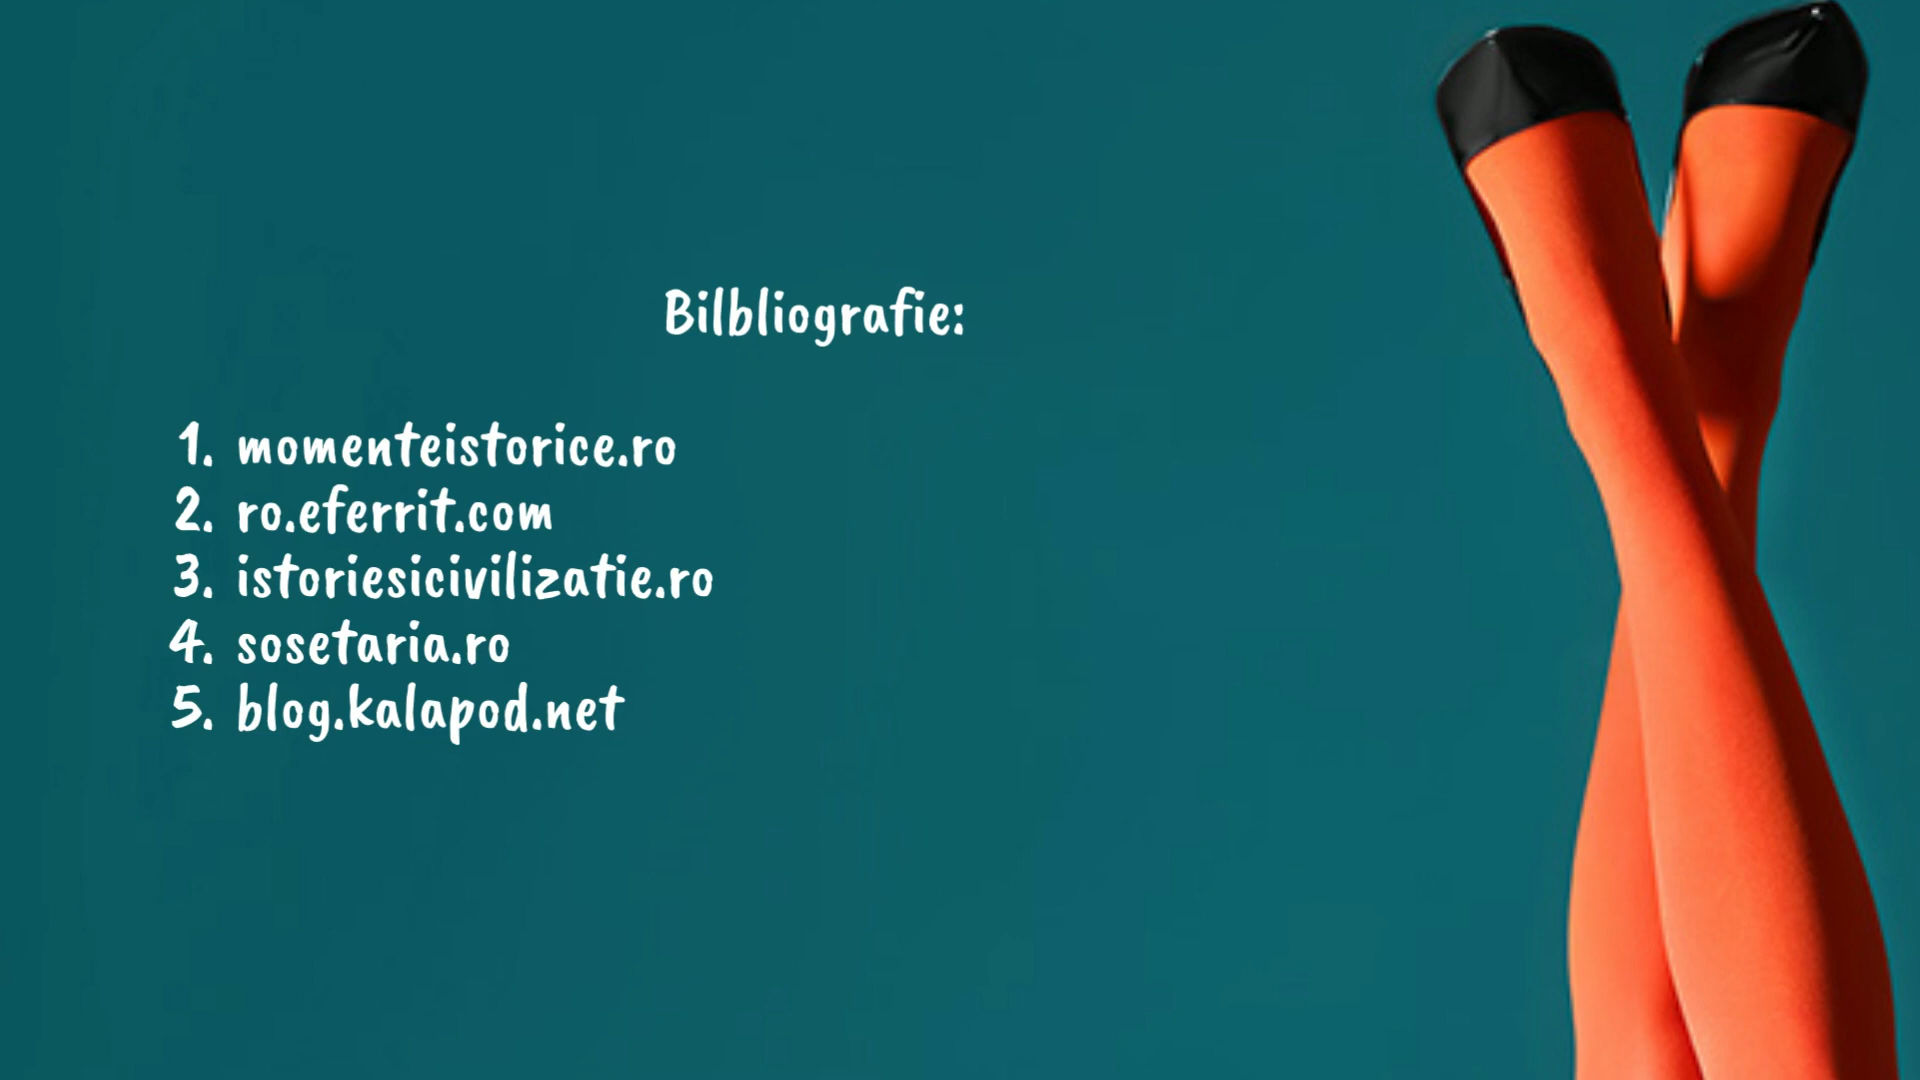 Bilbliografie:
1. momenteistorice.ro
2. ro.eferrit.com
3. istoriesicivilizatie.ro
4. sosetaria.ro
5. blog.kalapod.net